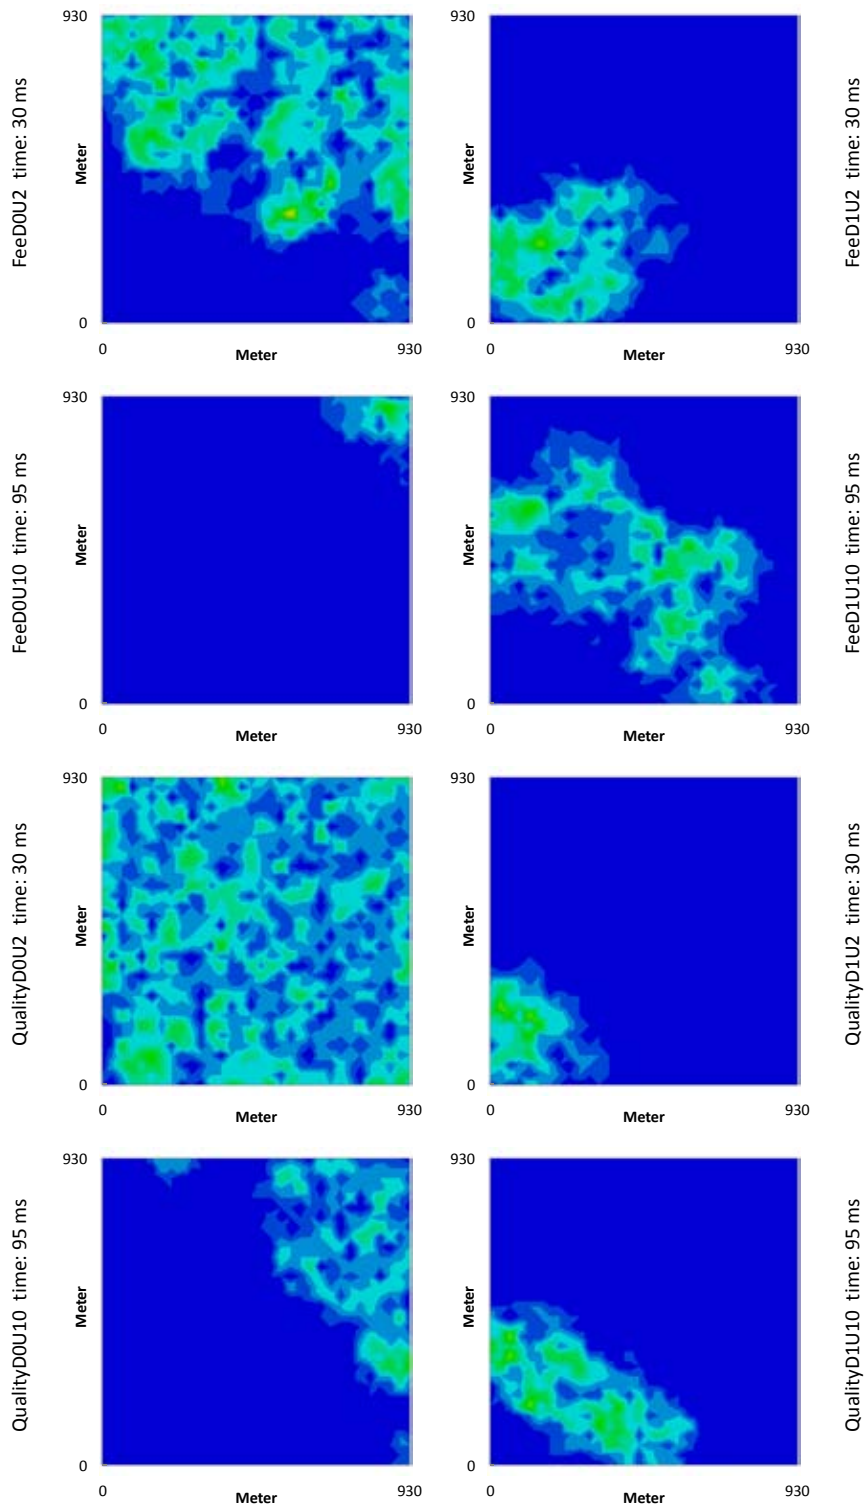 FeeD0U2 time: 30 ms
930
Meter
0
0
Meter
930
930
Meter
0
0
Meter
930
FeeD1U2 time: 30 ms
FeeD0U10 time: 95 ms
930
Meter
0
0
Meter
930
930
Meter
0
0
Meter
930
FeeD1U10 time: 95 ms
QualityD0U2 time: 30 ms
930
Meter
0
0
Meter
930
930
Meter
0
0
Meter
930
QualityD1U2 time: 30 ms
QualityD0U10 time: 95 ms
930
Meter
0
0
Meter
930
930
Meter
0
0
Meter
930
QualityD1U10 time: 95 ms